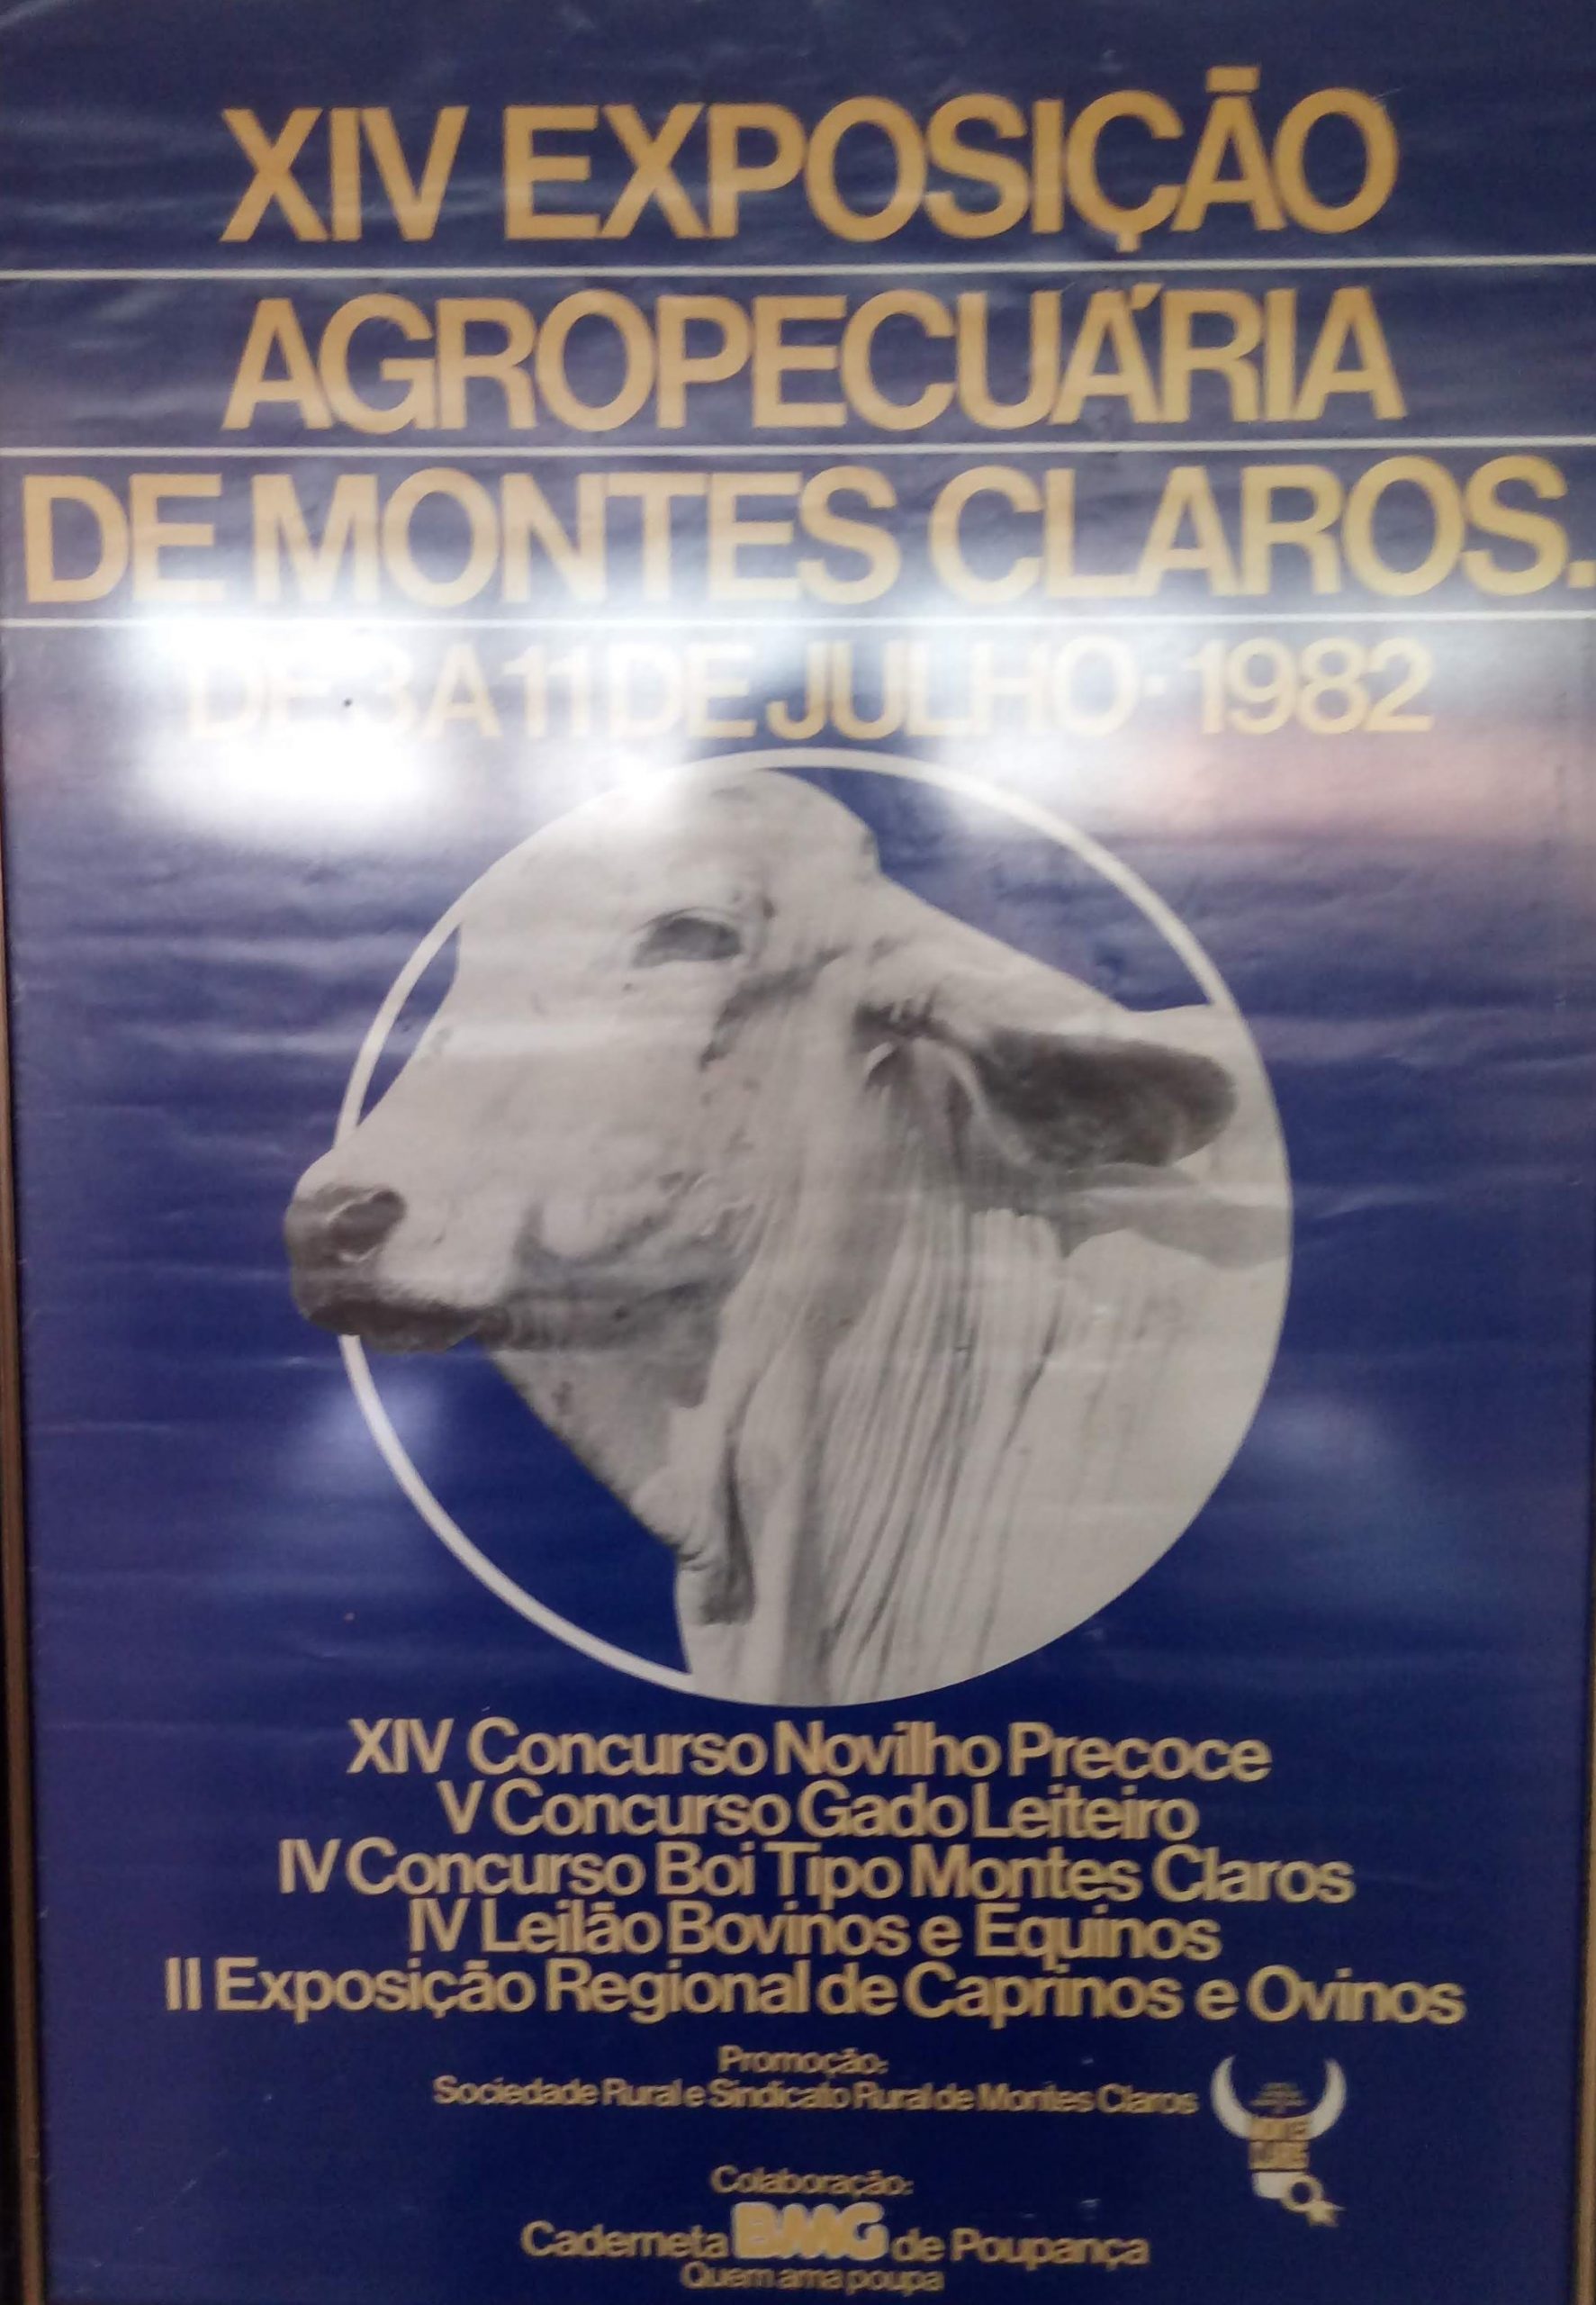 XIV EXPOSIÇÃO
AGROPECUÁRIA
DE MONTES CLAROS.
DE 3 A 11 DE JULHO · 1982
XIV Concurso Novilho Precoce
V Concurso Gado Leiteiro
IV Concurso Boi Tipo Montes Claros
IV Leilão Bovinos e Equinos
II Exposição Regional de Caprinos e Ovinos
Promoção:
Sociedade Rural e Sindicato Rural de Montes Claros
MONTES
CLAROS
Colaboração:
Caderneta BMG de Poupança
Quem ama poupa